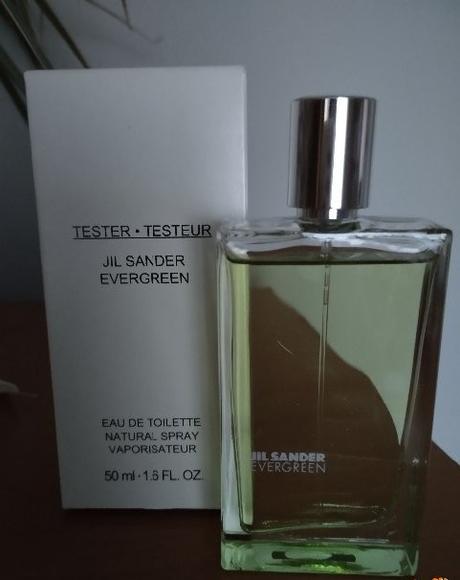 TESTER • TESTEUR
JIL SANDER
EVERGREEN
EAU DE TOILETTE
NATURAL SPRAY
VAPORISATEUR
50 ml • 1.6 FL. OZ.
JIL SANDER
EVERGREEN